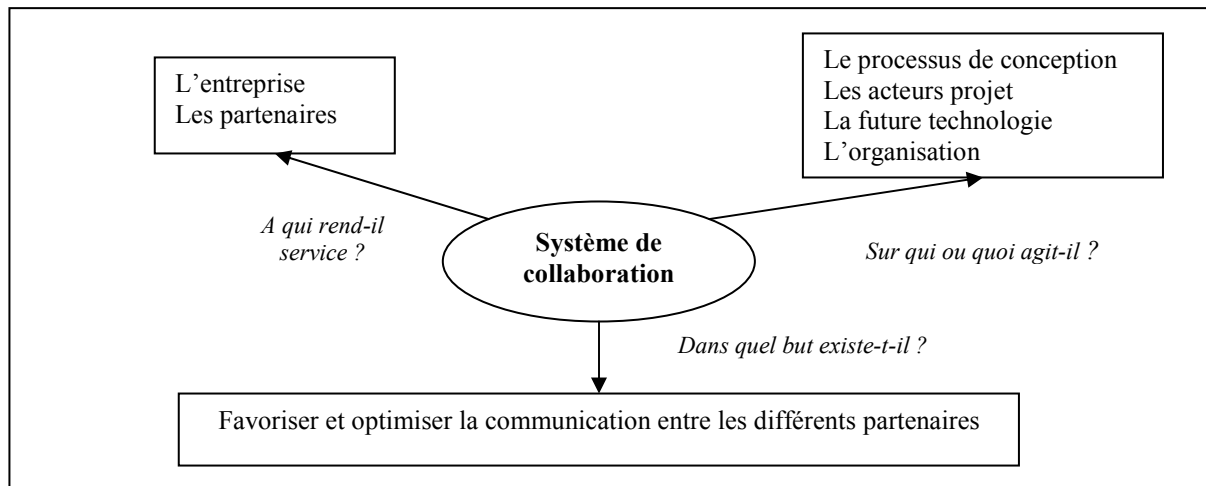 L’entreprise
Les partenaires
Le processus de conception
Les acteurs projet
La future technologie
L’organisation
A qui rend-il
service ?
Système de
collaboration
Sur qui ou quoi agit-il ?
Dans quel but existe-t-il ?
Favoriser et optimiser la communication entre les différents partenaires